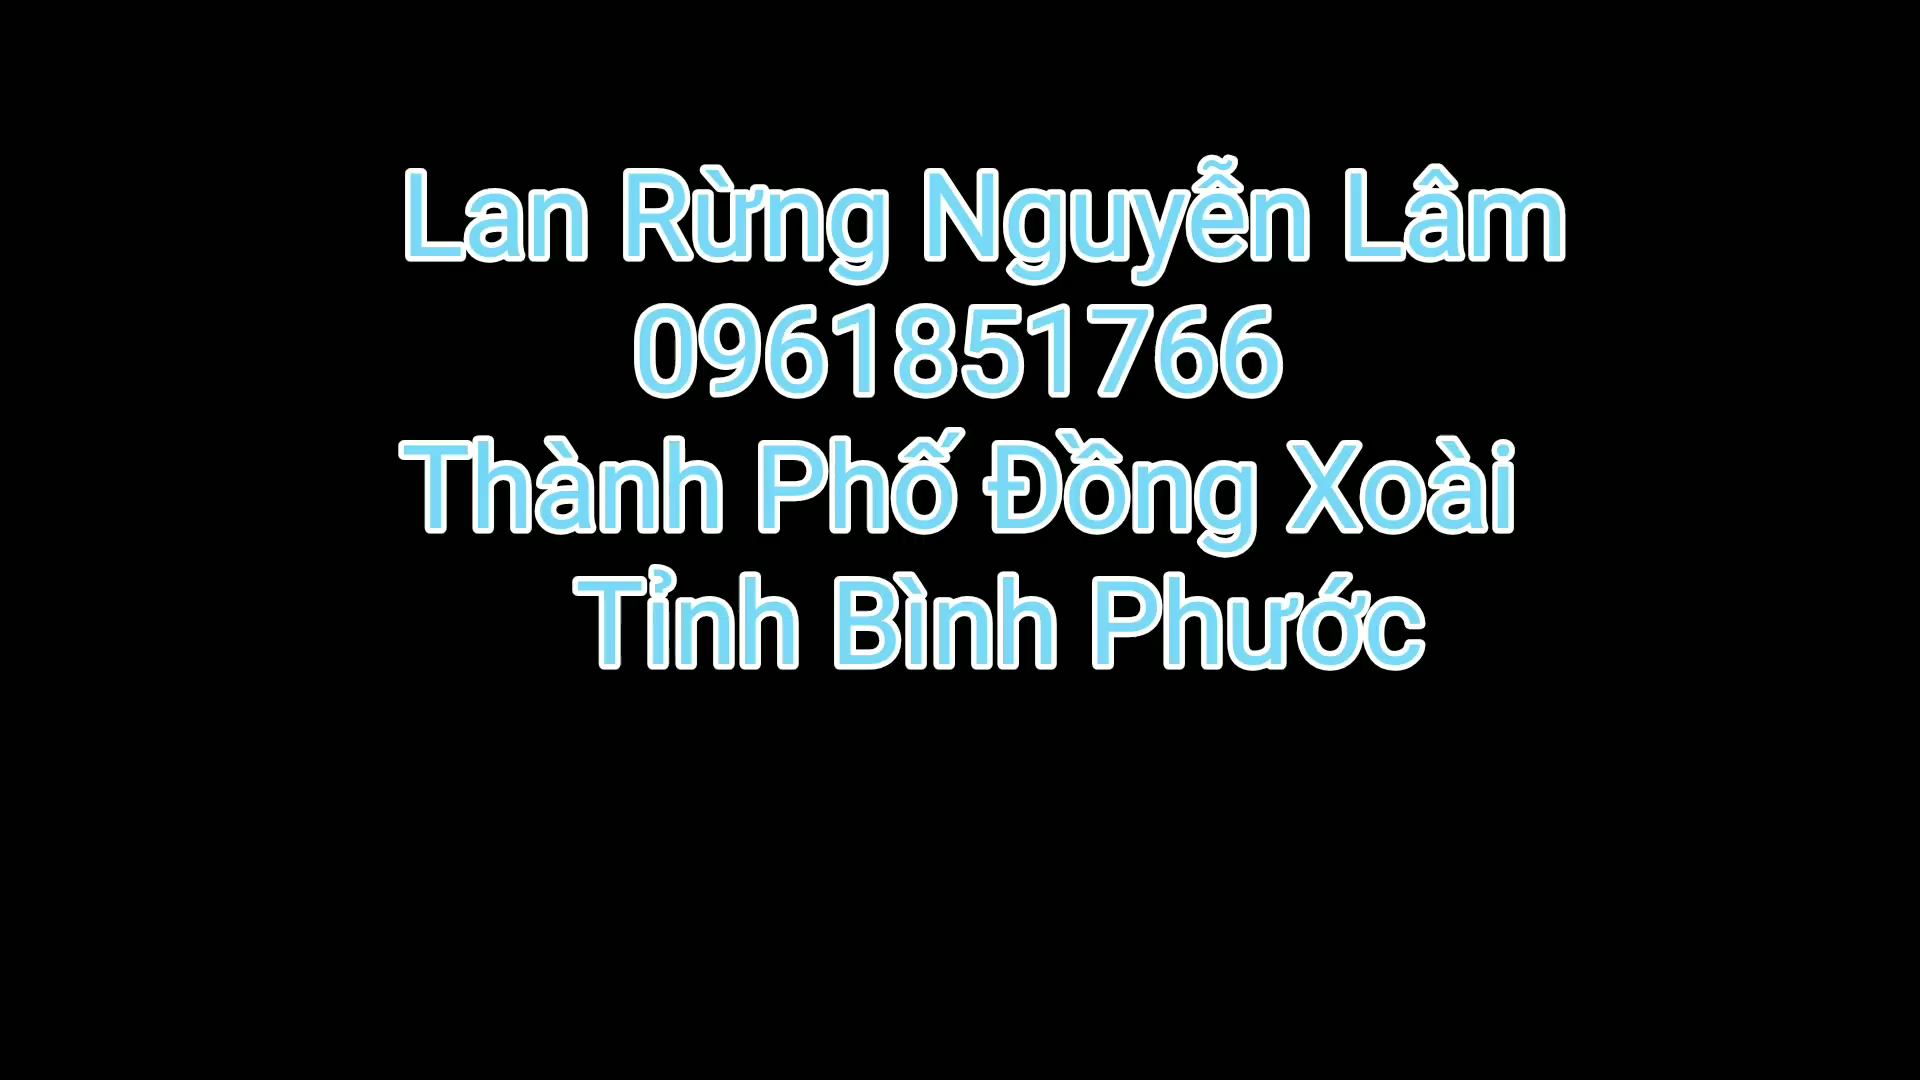 Lan Rừng Nguyễn Lâm
0961851766
Thành Phố Đồng Xoài
Tỉnh Bình Phước